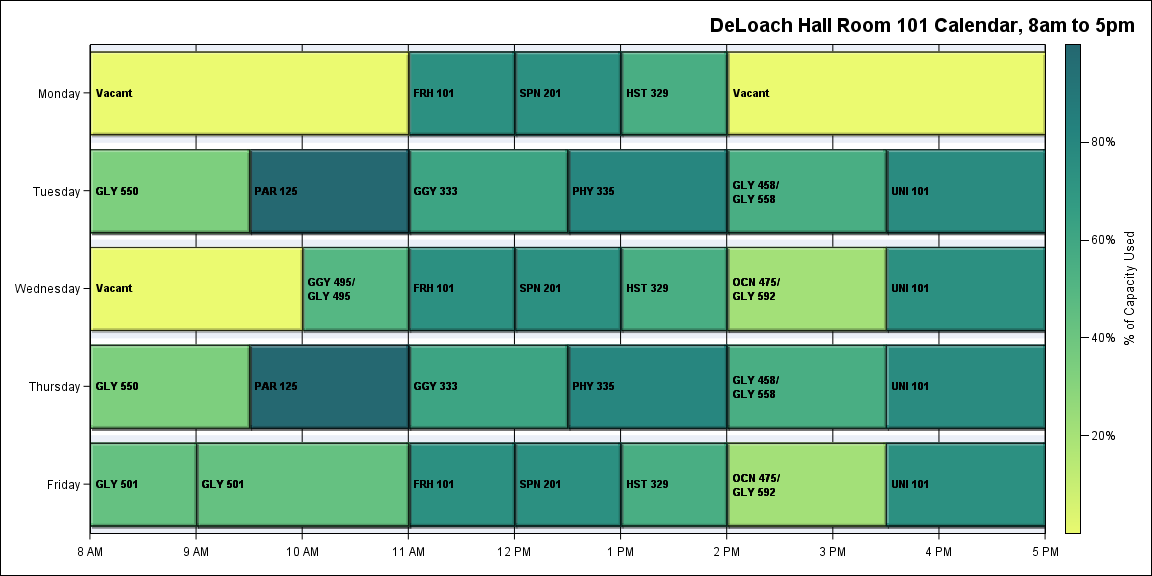 DeLoach Hall Room 101 Calendar, 8am to 5pm
Monday
Vacant
FRH 101
SPN 201
HST 329
Vacant
Tuesday
GLY 550
PAR 125
GGY 333
PHY 335
GLY 458/
GLY 558
UNI 101
Wednesday
Vacant
GGY 495/
GLY 495
FRH 101
SPN 201
HST 329
OCN 475/
GLY 592
UNI 101
Thursday
GLY 550
PAR 125
GGY 333
PHY 335
GLY 458/
GLY 558
UNI 101
Friday
GLY 501
GLY 501
FRH 101
SPN 201
HST 329
OCN 475/
GLY 592
UNI 101
8 AM
9 AM
10 AM
11 AM
12 PM
1 PM
2 PM
3 PM
4 PM
5 PM
80%
60%
40%
20%
% of Capacity Used